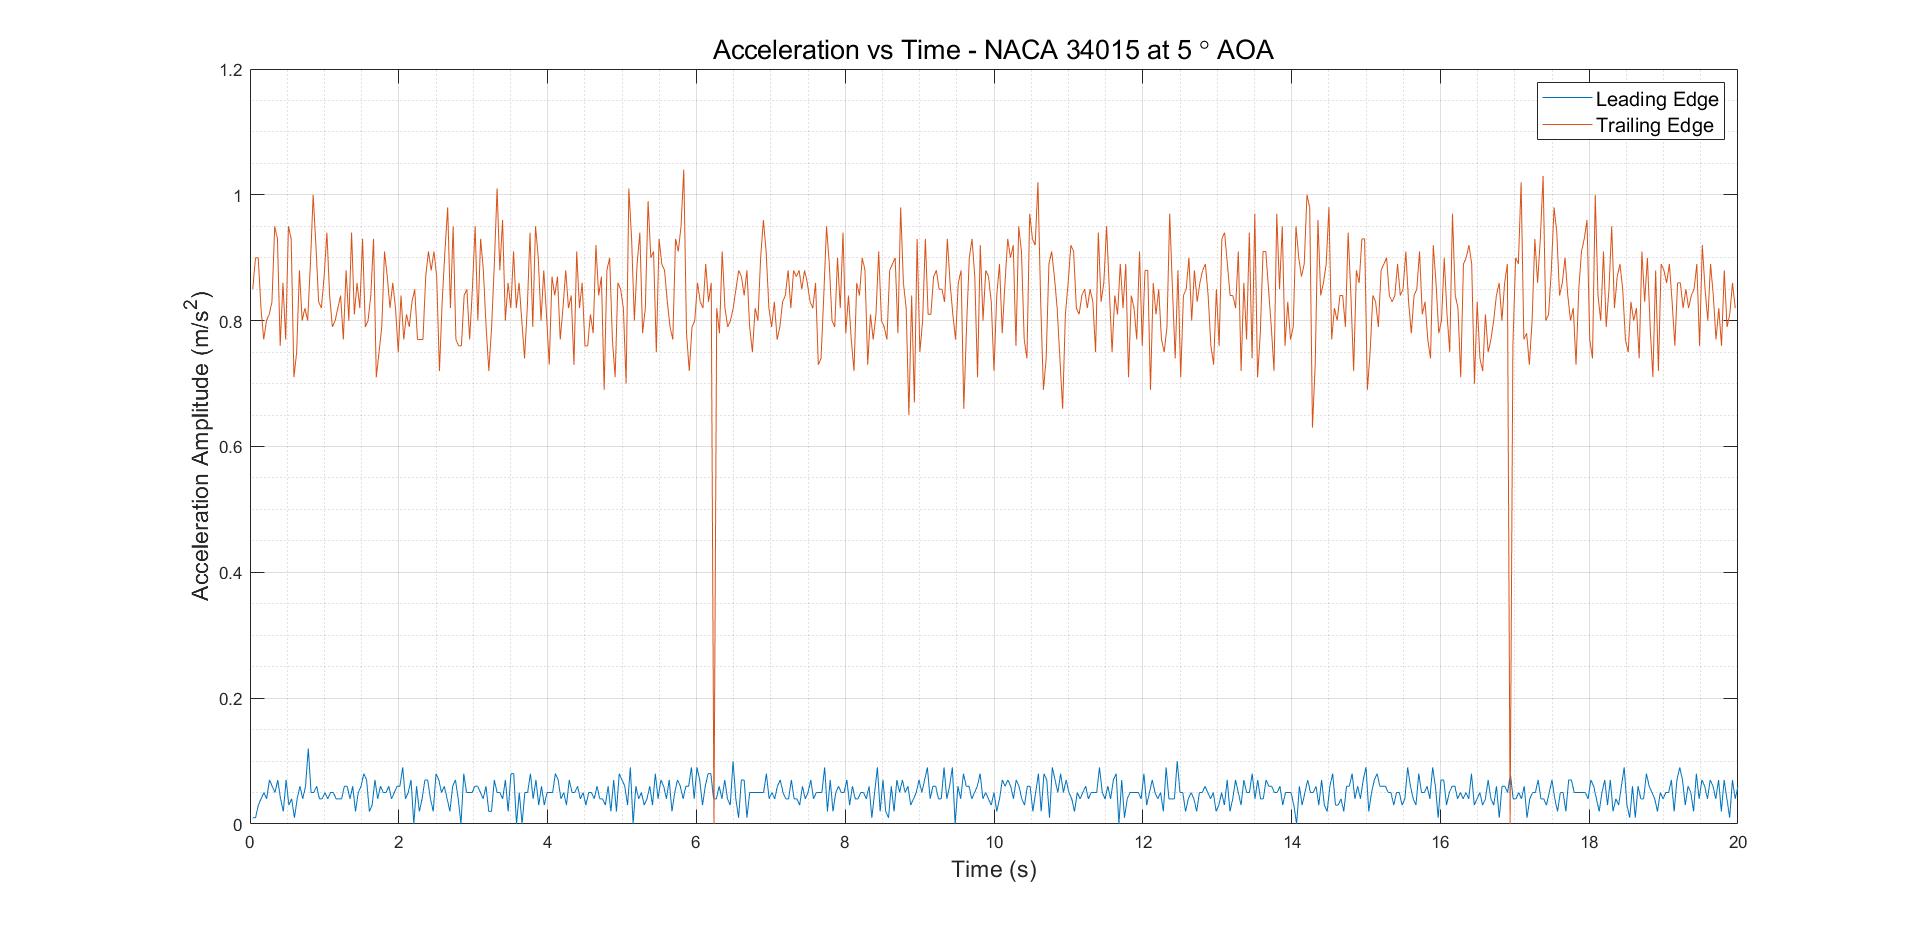 Acceleration vs Time - NACA 34015 at 5 ° AOA
Leading Edge
Trailing Edge
Acceleration Amplitude (m/s²)
1.2
1
0.8
0.6
0.4
0.2
0
0 2 4 6 8 10 12 14 16 18 20
Time (s)